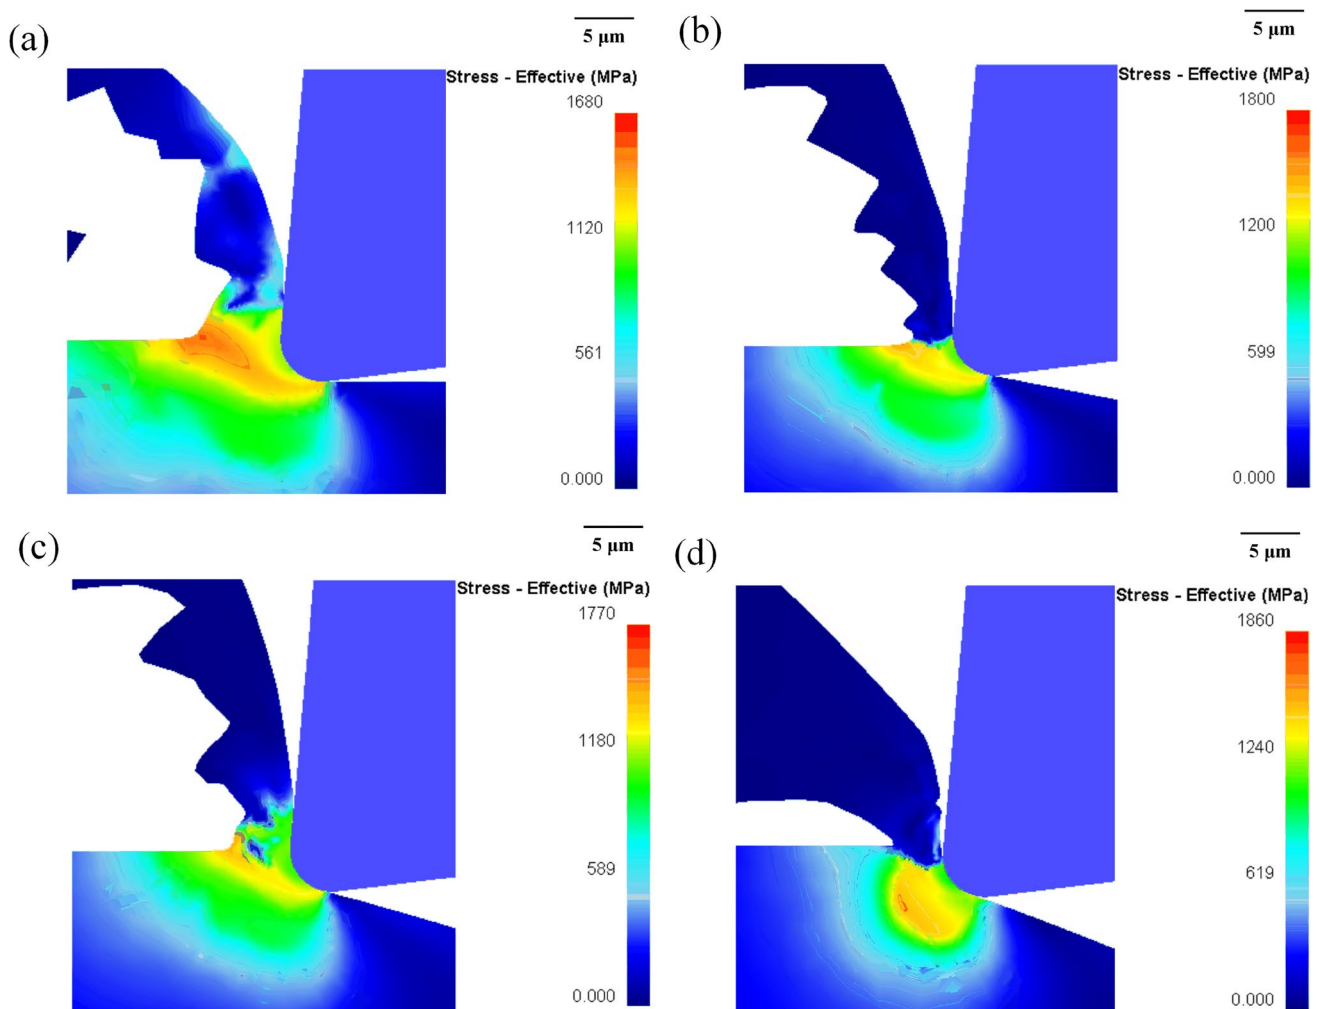 (a)
5 μm
Stress - Effective (MPa)
1680
1120
561
0.000
(b)
5 μm
Stress - Effective (MPa)
1800
1200
599
0.000
(c)
5 μm
Stress - Effective (MPa)
1770
1180
589
0.000
(d)
5 μm
Stress - Effective (MPa)
1860
1240
619
0.000